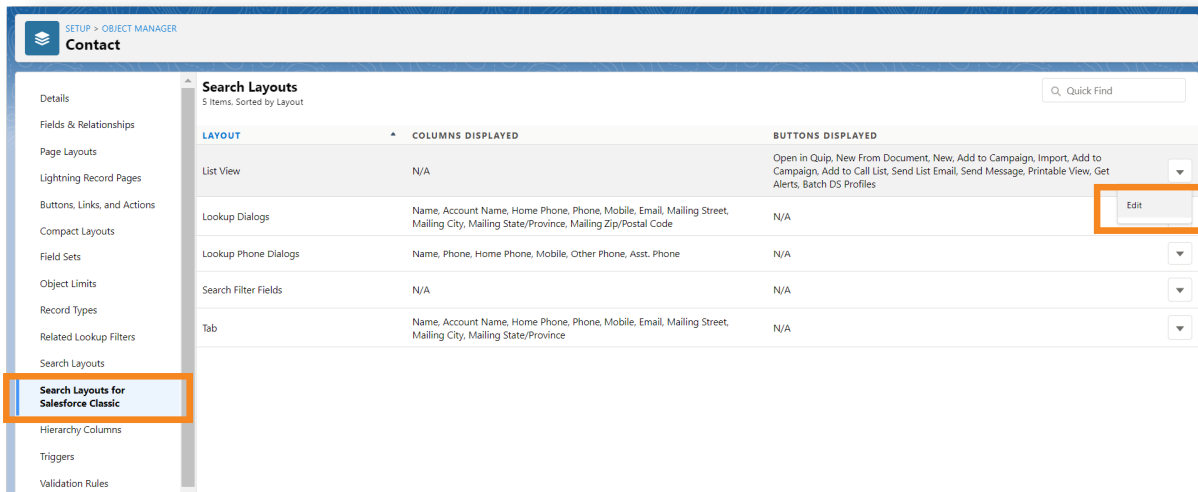 SETUP > OBJECT MANAGER
Contact
Details
Fields & Relationships
Page Layouts
Lightning Record Pages
Buttons, Links, and Actions
Compact Layouts
Field Sets
Object Limits
Record Types
Related Lookup Filters
Search Layouts
Search Layouts for
Salesforce Classic
Hierarchy Columns
Triggers
Validation Rules
Search Layouts
5 Items, Sorted by Layout
Quick Find
LAYOUT COLUMNS DISPLAYED BUTTONS DISPLAYED
List View N/A Open in Quip, New From Document, New, Add to Campaign, Import, Add to
Campaign, Add to Call List, Send List Email, Send Message, Printable View, Get
Alerts, Batch DS Profiles
Edit
Lookup Dialogs Name, Account Name, Home Phone, Phone, Mobile, Email, Mailing Street, N/A
Mailing City, Mailing State/Province, Mailing Zip/Postal Code
Lookup Phone Dialogs Name, Phone, Home Phone, Mobile, Other Phone, Asst. Phone N/A
Search Filter Fields N/A N/A
Tab Name, Account Name, Home Phone, Phone, Mobile, Email, Mailing Street, N/A
Mailing City, Mailing State/Province